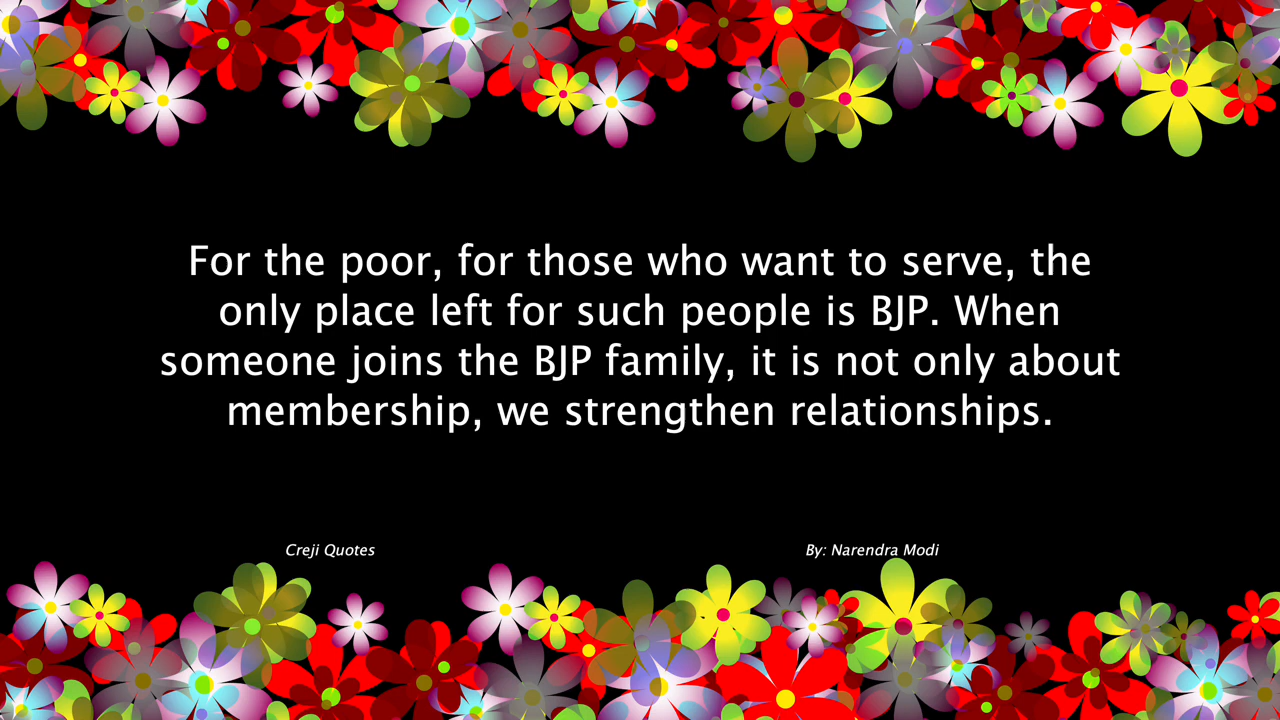 For the poor, for those who want to serve, the
only place left for such people is BJP. When
someone joins the BJP family, it is not only about
membership, we strengthen relationships.
Creji Quotes
By: Narendra Modi